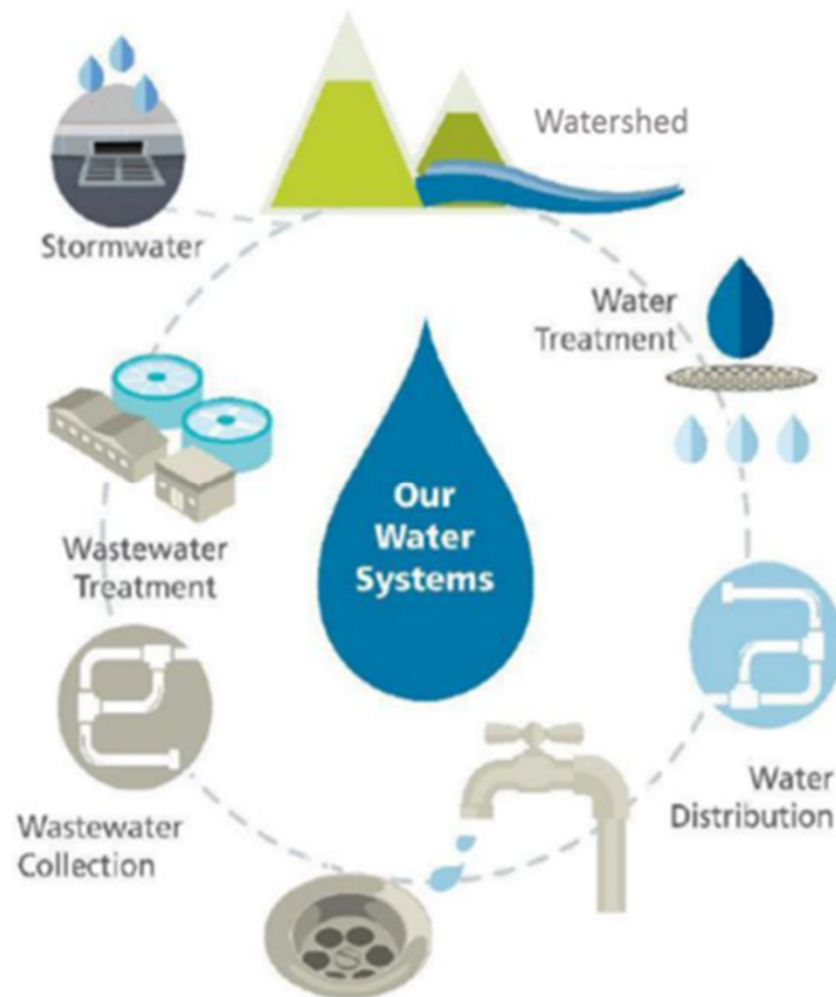 Watershed
Stormwater
Water
Treatment
Our
Water
Systems
Wastewater
Treatment
Water
Distribution
Wastewater
Collection